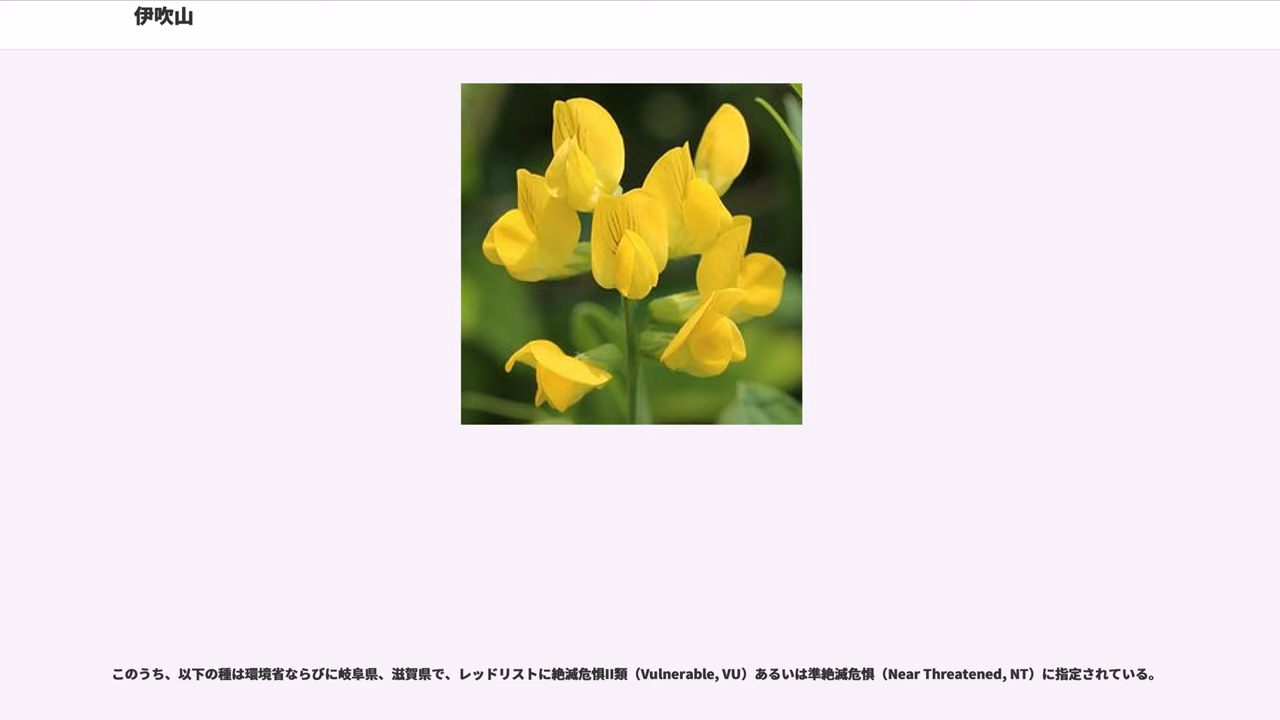 伊吹山
このうち、以下の種は環境省ならびに岐阜県、滋賀県で、レッドリストに絶滅危惧II類（Vulnerable, VU）あるいは準絶滅危惧（Near Threatened, NT）に指定されている。